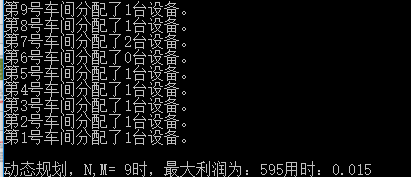 第9号车间分配了1台设备。
第8号车间分配了1台设备。
第7号车间分配了2台设备。
第6号车间分配了0台设备。
第5号车间分配了1台设备。
第4号车间分配了1台设备。
第3号车间分配了1台设备。
第2号车间分配了1台设备。
第1号车间分配了1台设备。
动态规划，N,M= 9时，最大利润为：595用时：0.015